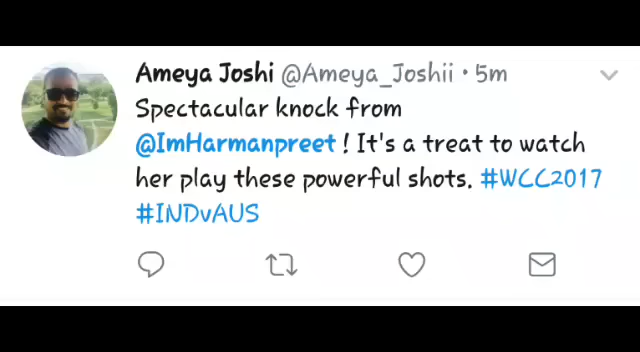 Ameya Joshi @Ameya_Joshii · 5m
Spectacular knock from
@ImHarmanpreet ! It's a treat to watch
her play these powerful shots. #WCC2017
#INDvAUS